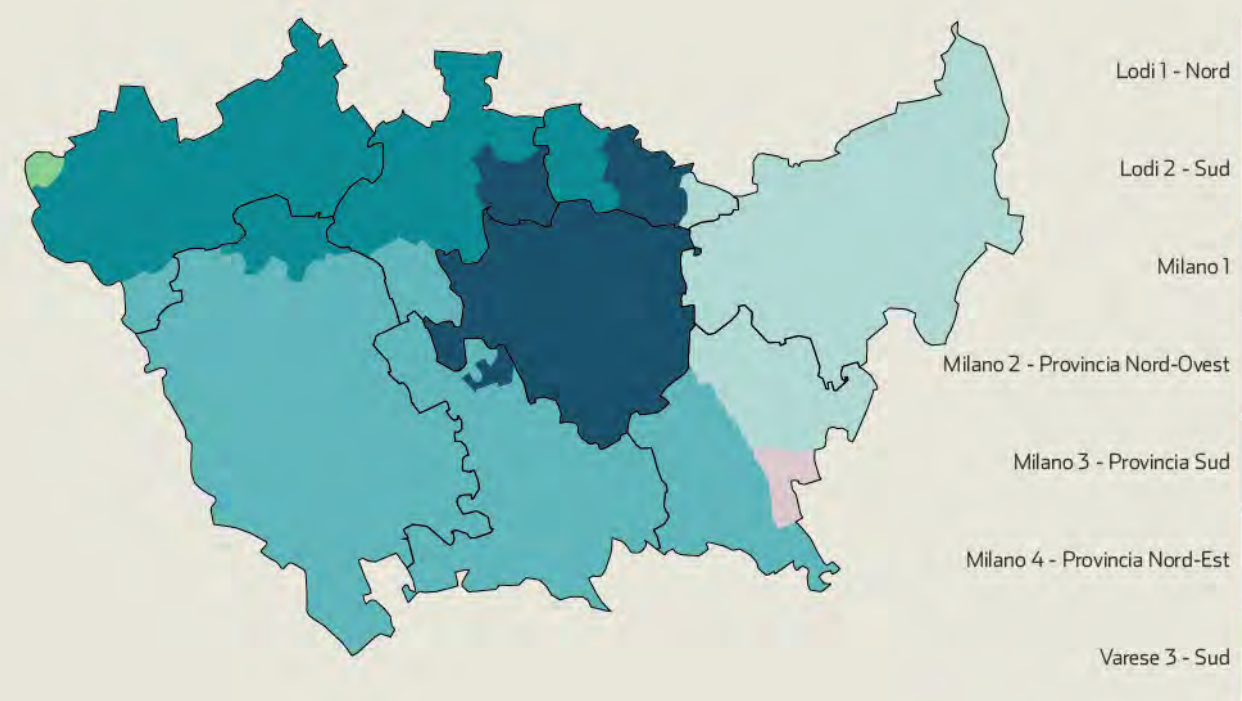 Lodi 1 - Nord
Lodi 2 - Sud
Milano 1
Milano 2 - Provincia Nord-Ovest
Milano 3 - Provincia Sud
Milano 4 - Provincia Nord-Est
Varese 3 - Sud